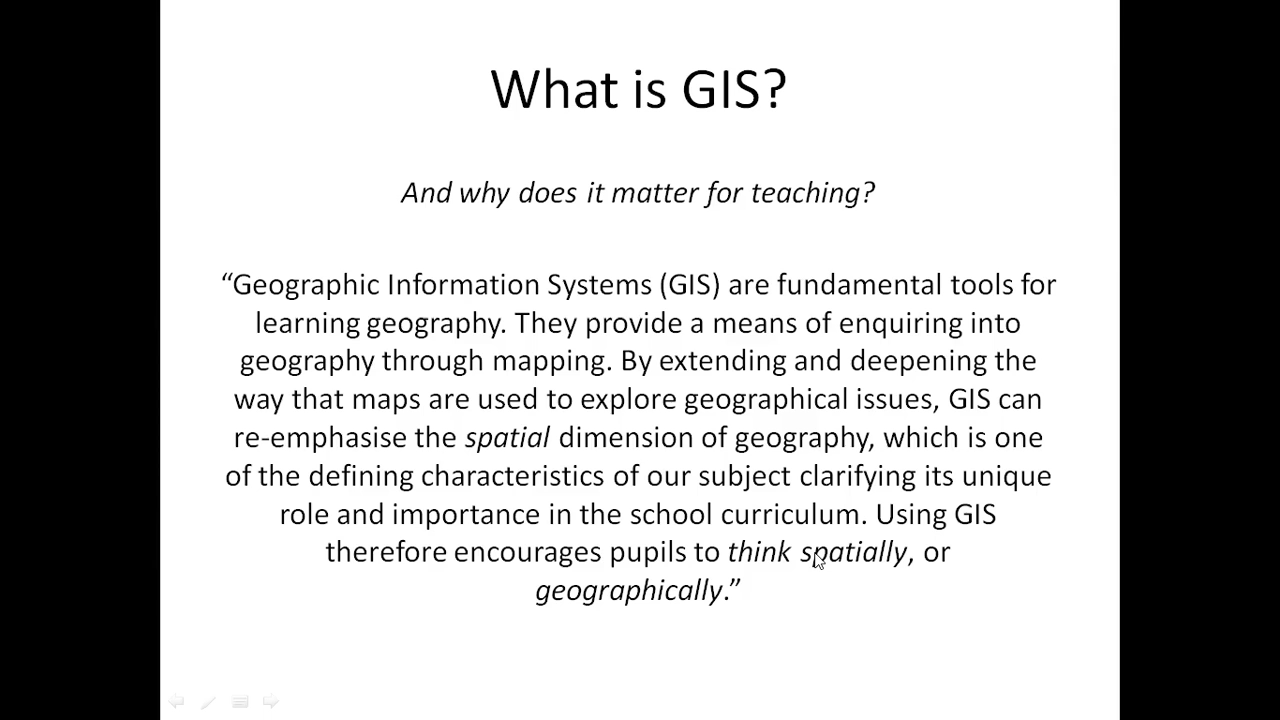 What is GIS?
And why does it matter for teaching?
“Geographic Information Systems (GIS) are fundamental tools for
learning geography. They provide a means of enquiring into
geography through mapping. By extending and deepening the
way that maps are used to explore geographical issues, GIS can
re-emphasise the spatial dimension of geography, which is one
of the defining characteristics of our subject clarifying its unique
role and importance in the school curriculum. Using GIS
therefore encourages pupils to think spatially, or
geographically.”